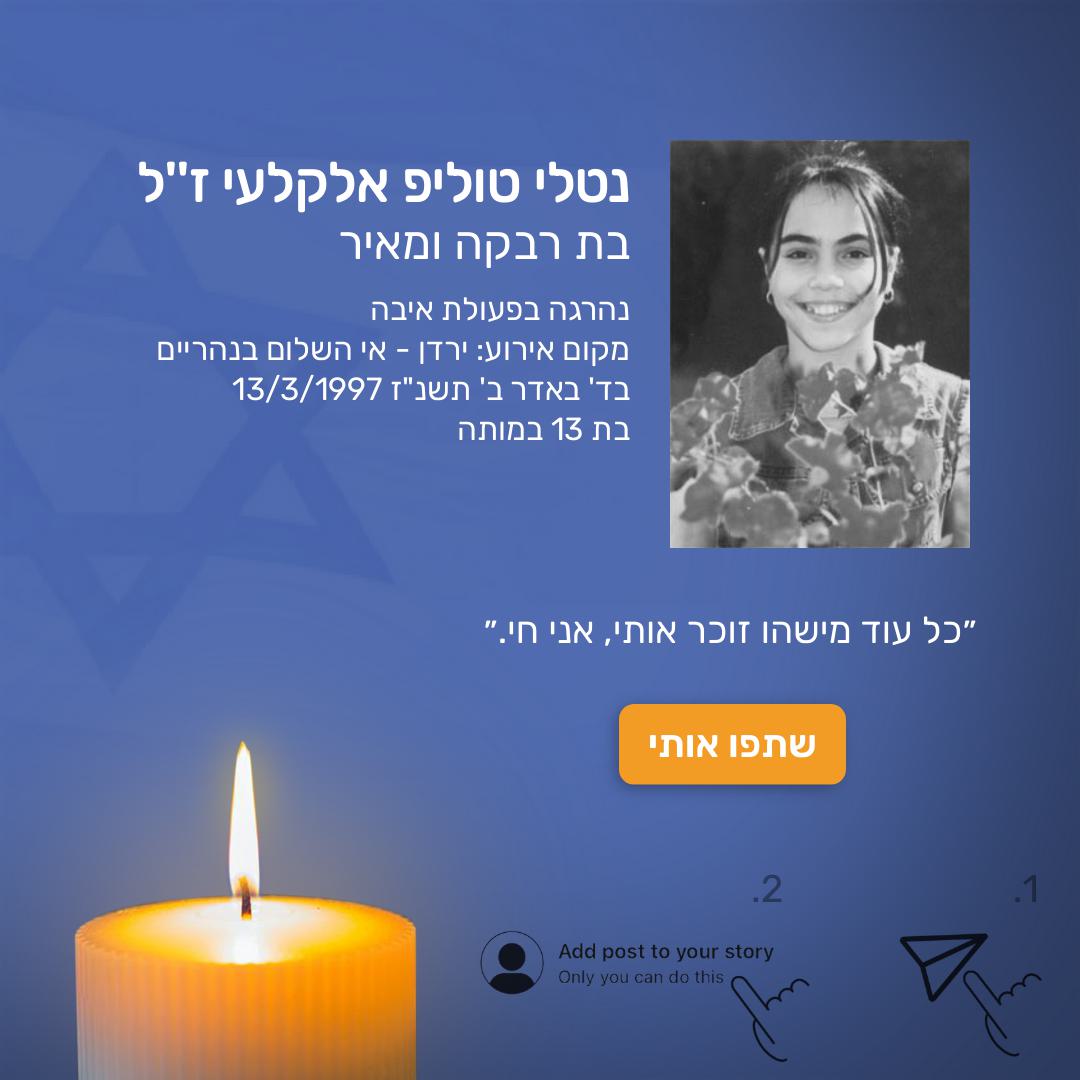 נטלי טוליפ אלקלעי ז"ל
בת רבקה ומאיר
נהרגה בפעולת איבה
מקום אירוע: ירדן - אי השלום בנהריים
בד' באדר ב' תשנ"ז 13/3/1997
בת 13 במותה
״כל עוד מישהו זוכר אותי, אני חי.״
שתפו אותי
1.
2.
Add post to your story
Only you can do this